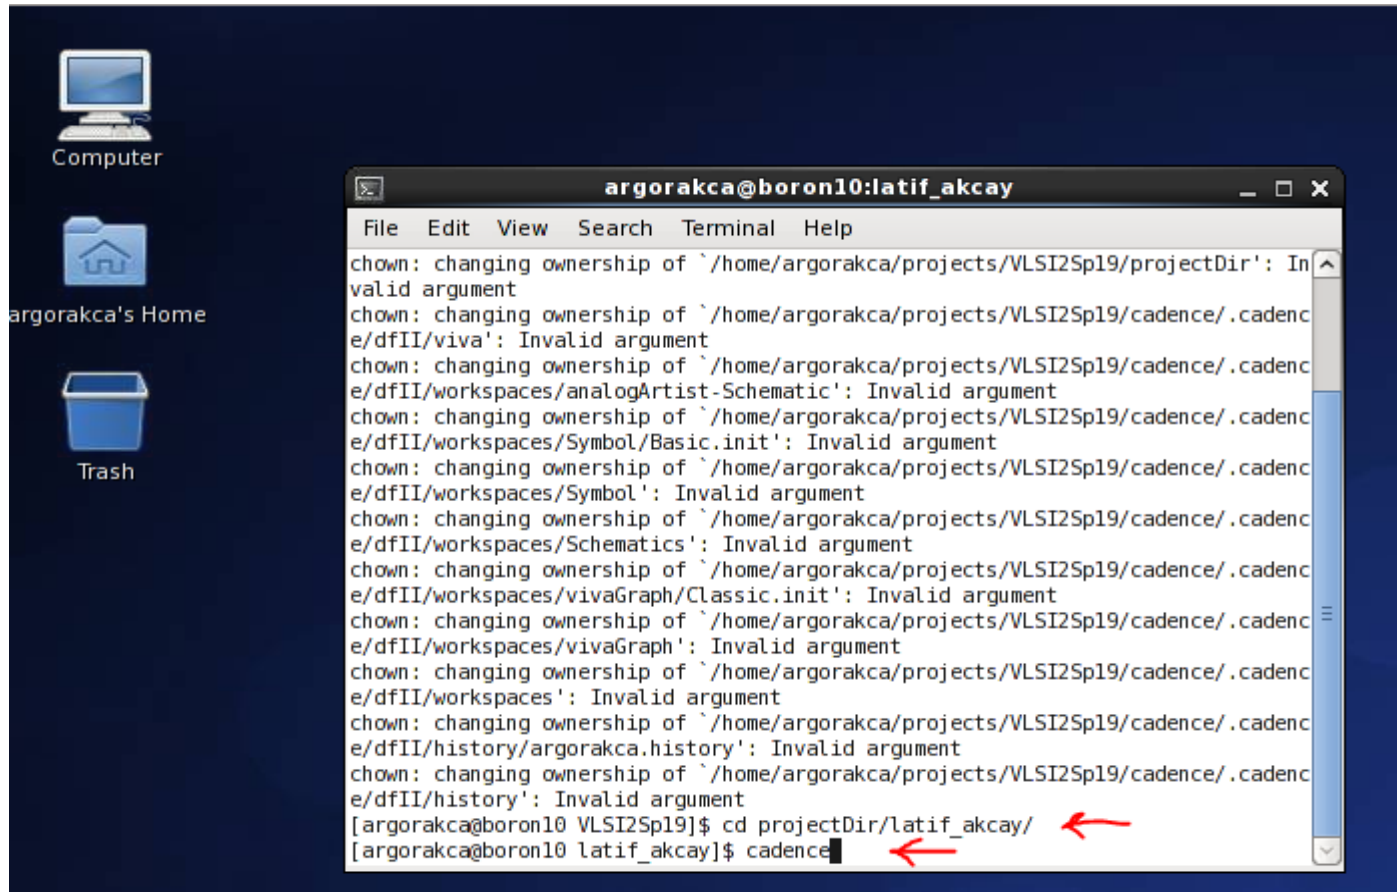 Computer
argorakca's Home
Trash
argorakca@boron10:latif_akcay
File Edit View Search Terminal Help
chown: changing ownership of `/home/argorakca/projects/VLSI2Sp19/projectDir': In
valid argument
chown: changing ownership of `/home/argorakca/projects/VLSI2Sp19/cadence/.cadenc
e/dfII/viva': Invalid argument
chown: changing ownership of `/home/argorakca/projects/VLSI2Sp19/cadence/.cadenc
e/dfII/workspaces/analogArtist-Schematic': Invalid argument
chown: changing ownership of `/home/argorakca/projects/VLSI2Sp19/cadence/.cadenc
e/dfII/workspaces/Symbol/Basic.init': Invalid argument
chown: changing ownership of `/home/argorakca/projects/VLSI2Sp19/cadence/.cadenc
e/dfII/workspaces/Symbol': Invalid argument
chown: changing ownership of `/home/argorakca/projects/VLSI2Sp19/cadence/.cadenc
e/dfII/workspaces/Schematics': Invalid argument
chown: changing ownership of `/home/argorakca/projects/VLSI2Sp19/cadence/.cadenc
e/dfII/workspaces/vivaGraph/Classic.init': Invalid argument
chown: changing ownership of `/home/argorakca/projects/VLSI2Sp19/cadence/.cadenc
e/dfII/workspaces/vivaGraph': Invalid argument
chown: changing ownership of `/home/argorakca/projects/VLSI2Sp19/cadence/.cadenc
e/dfII/workspaces': Invalid argument
chown: changing ownership of `/home/argorakca/projects/VLSI2Sp19/cadence/.cadenc
e/dfII/history/argorakca.history': Invalid argument
chown: changing ownership of `/home/argorakca/projects/VLSI2Sp19/cadence/.cadenc
e/dfII/history': Invalid argument
[argorakca@boron10 VLSI2Sp19]$ cd projectDir/latif_akcay/
[argorakca@boron10 latif_akcay]$ cadence